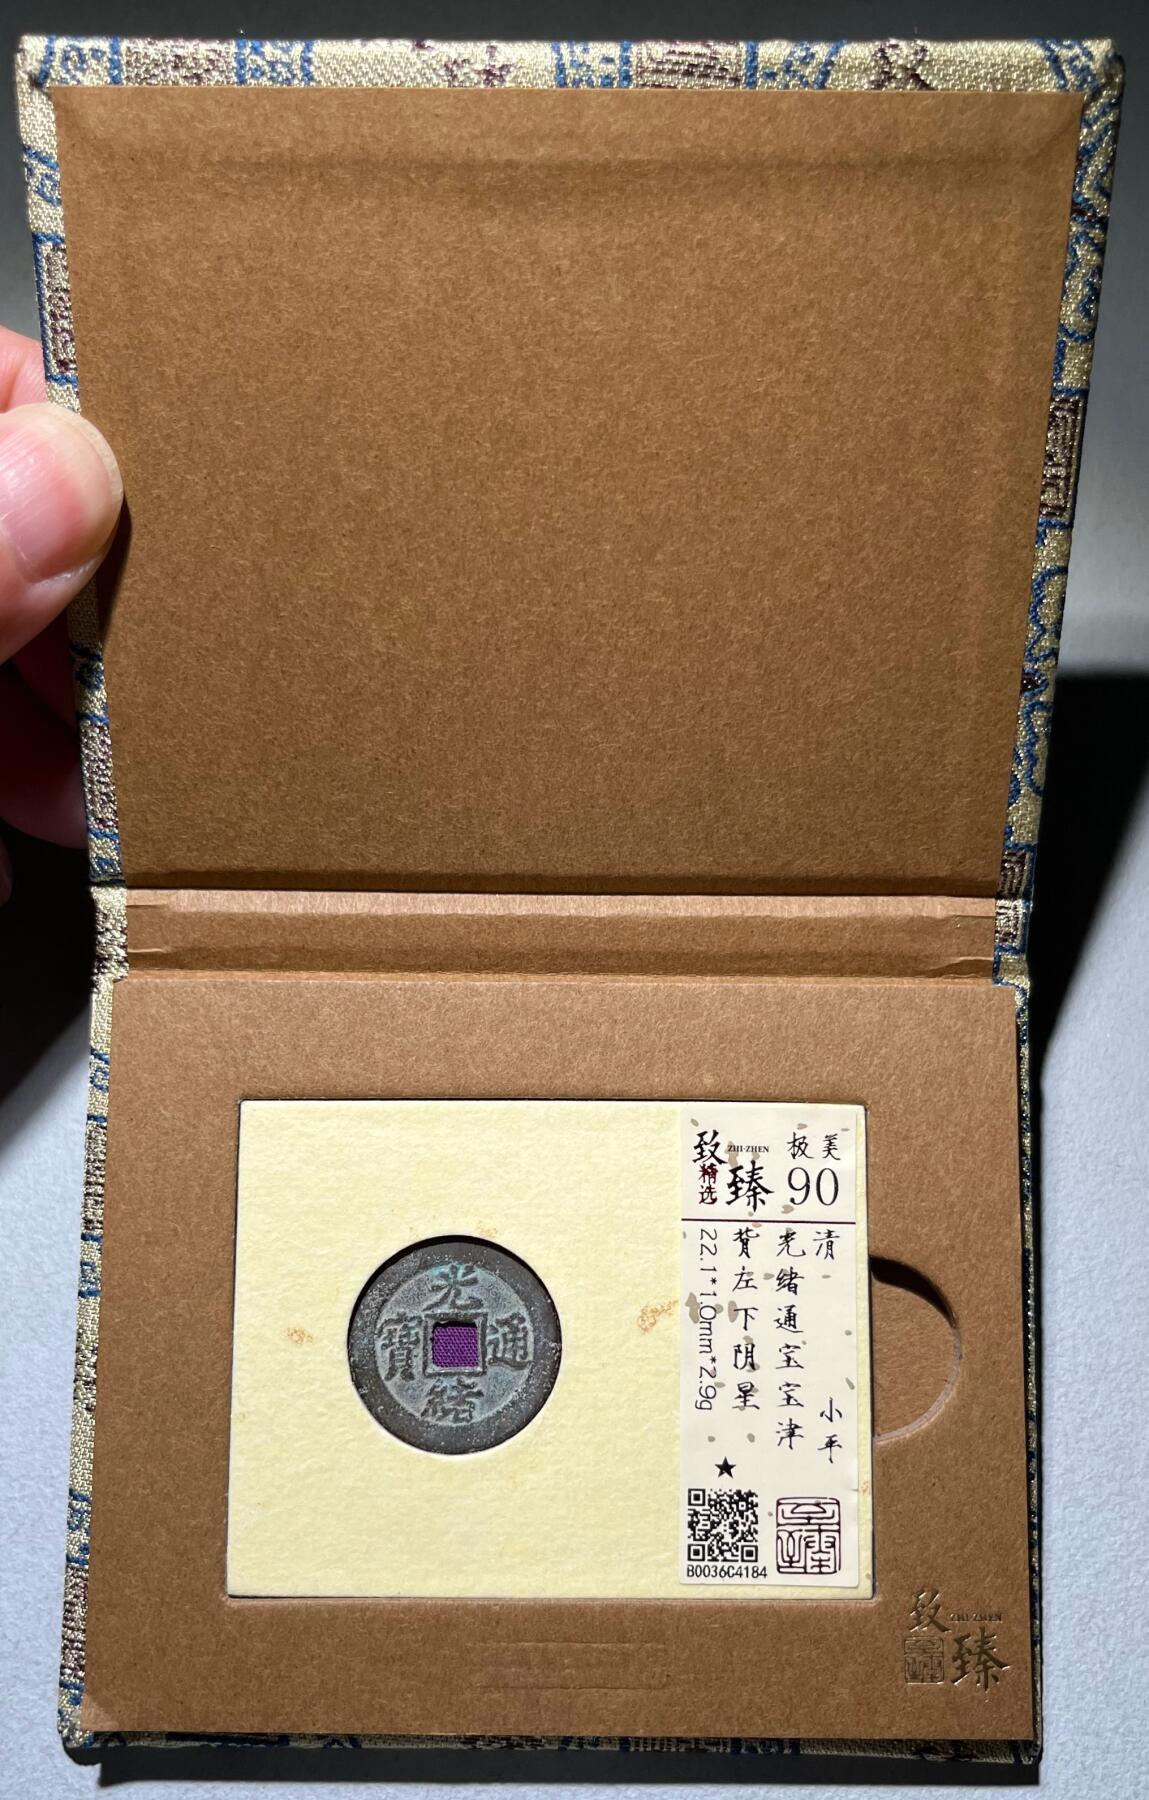 光緒通寶
致臻
ZHI·ZHEN
精选
极美
90
清
光绪通宝宝津 小平
背左下阴星
22.1*1.0mm*2.9g
★
B0036C4184
致臻
ZHI·ZHEN